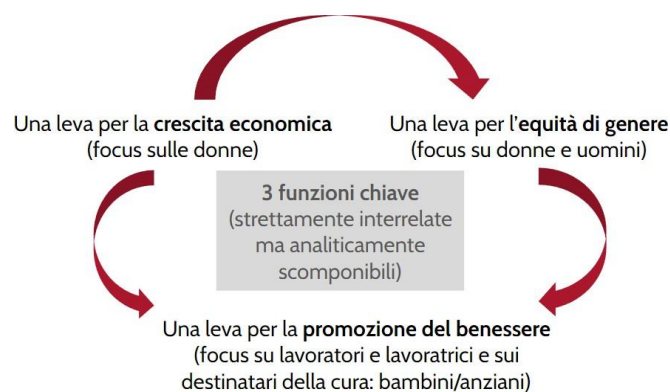 Una leva per la crescita economica
(focus sulle donne)
Una leva per l'equità di genere
(focus su donne e uomini)
3 funzioni chiave
(strettamente interrelate
ma analiticamente
scomponibili)
Una leva per la promozione del benessere
(focus su lavoratori e lavoratrici e sui
destinatari della cura: bambini/anziani)